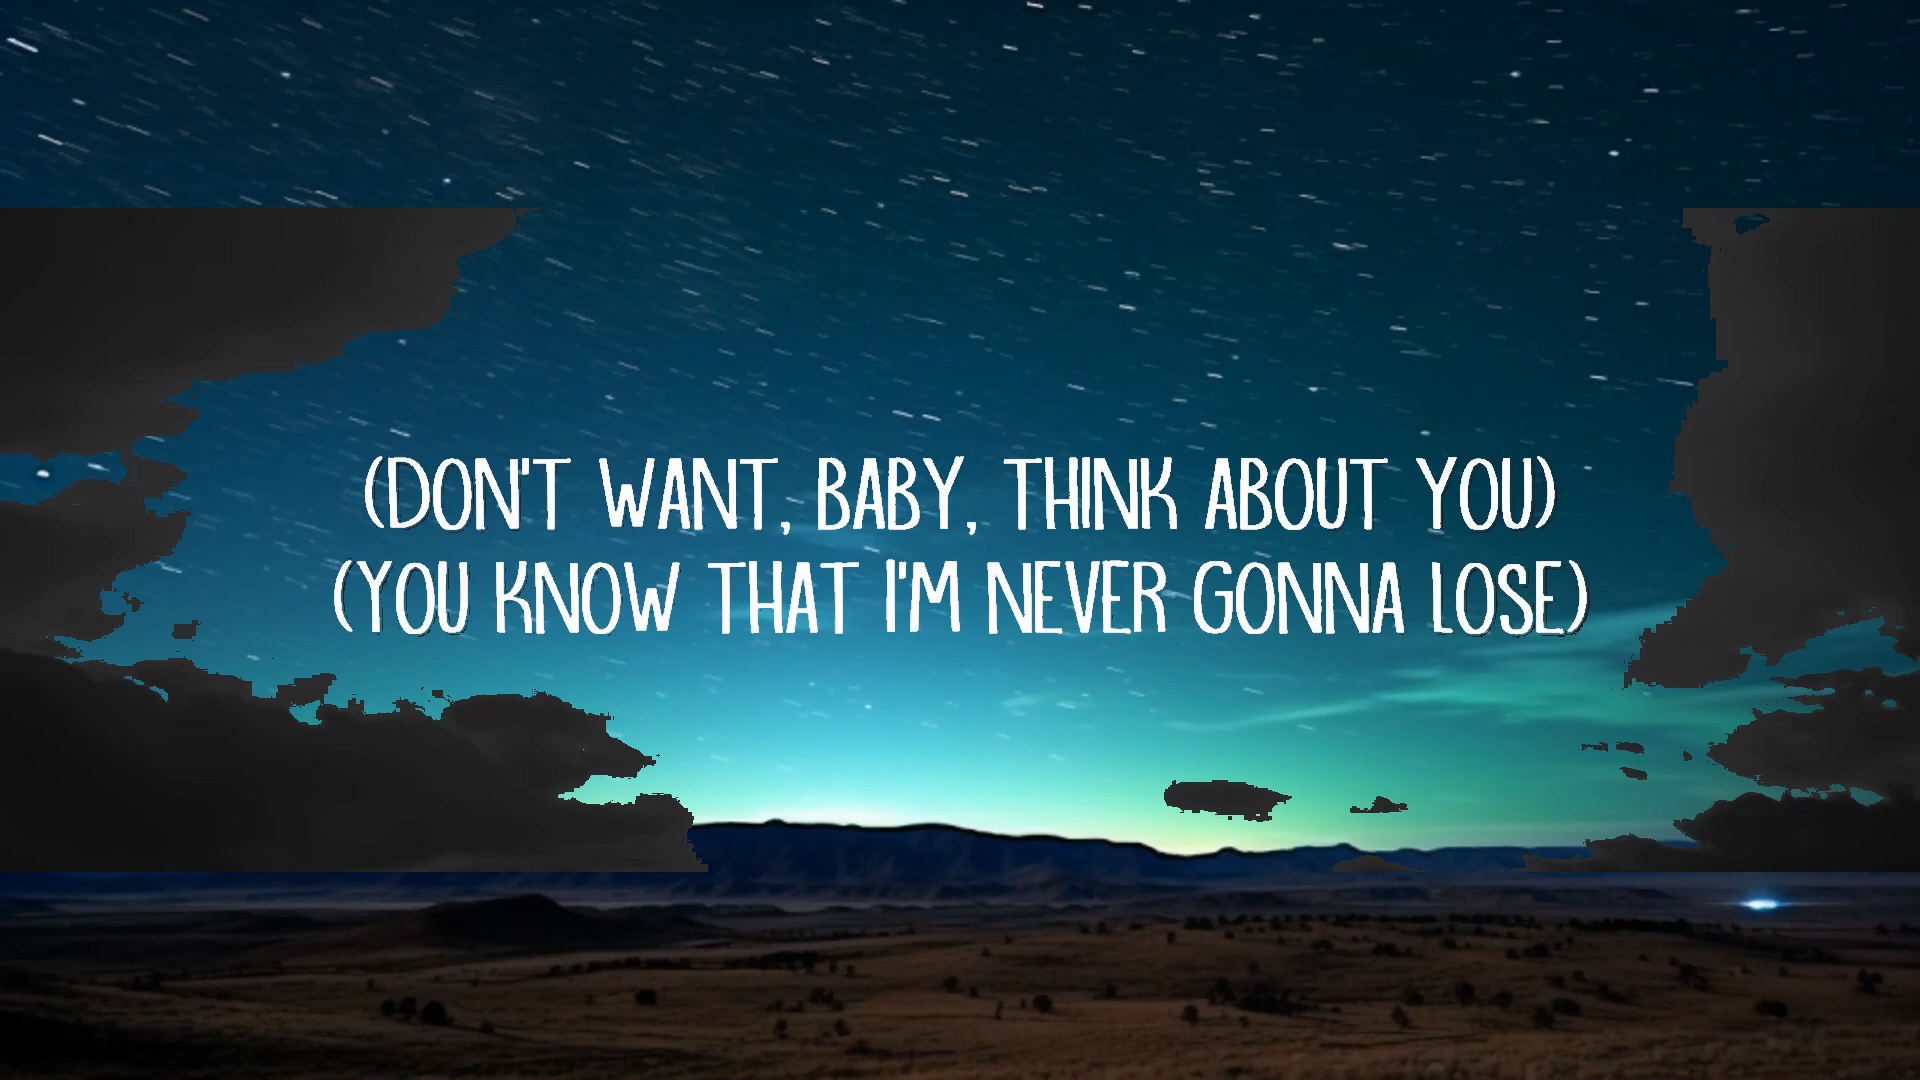 (DON'T WANT, BABY, THINK ABOUT YOU)
(YOU KNOW THAT I'M NEVER GONNA LOSE)